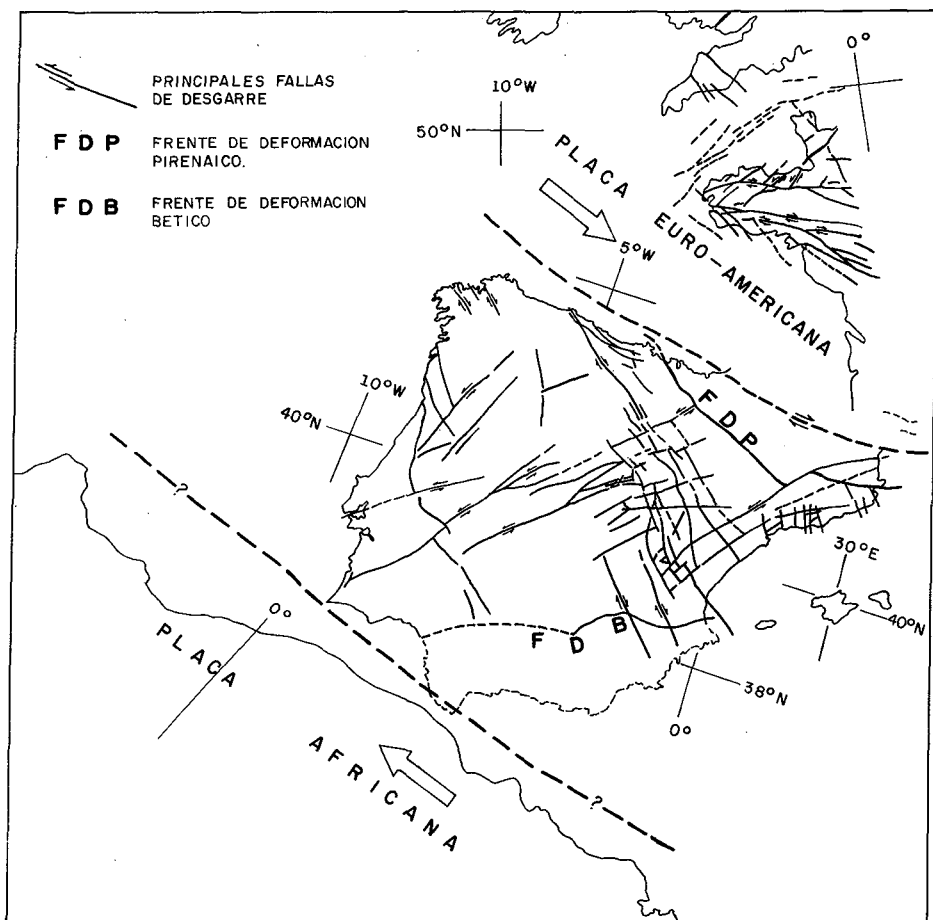 PRINCIPALES FALLAS
DE DESGARRE
F D P FRENTE DE DEFORMACION
PIRENAICO.
F D B FRENTE DE DEFORMACION
BETICO
10°W
50°N
0°
PLACA EURO-AMERICANA
5°W
10°W
40°N
F D P
?
30°E
40°N
0°
F D B
38°N
0°
PLACA
AFRICANA
?